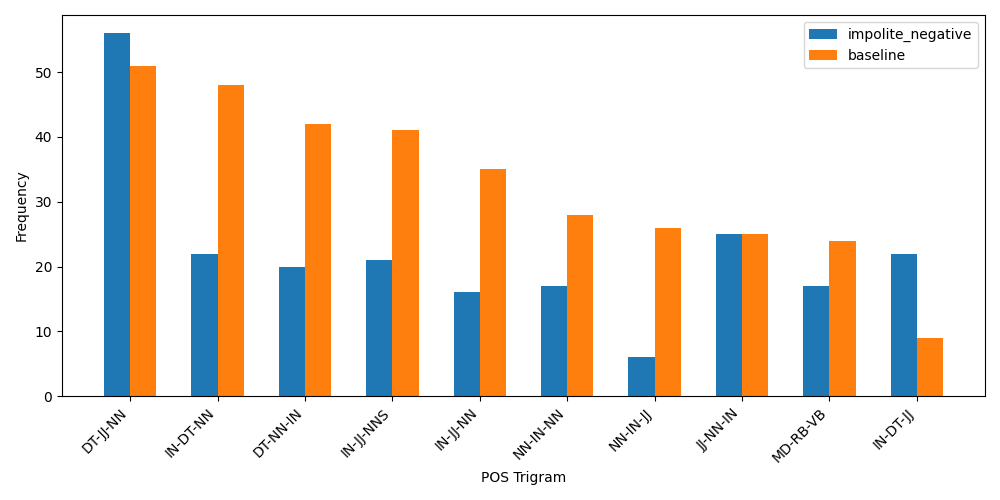 impolite_negative
baseline
Frequency
50
40
30
20
10
0
DT-JJ-NN
IN-DT-NN
DT-NN-IN
IN-JJ-NNS
IN-JJ-NN
NN-IN-NN
NN-IN-JJ
JJ-NN-IN
MD-RB-VB
IN-DT-JJ
POS Trigram